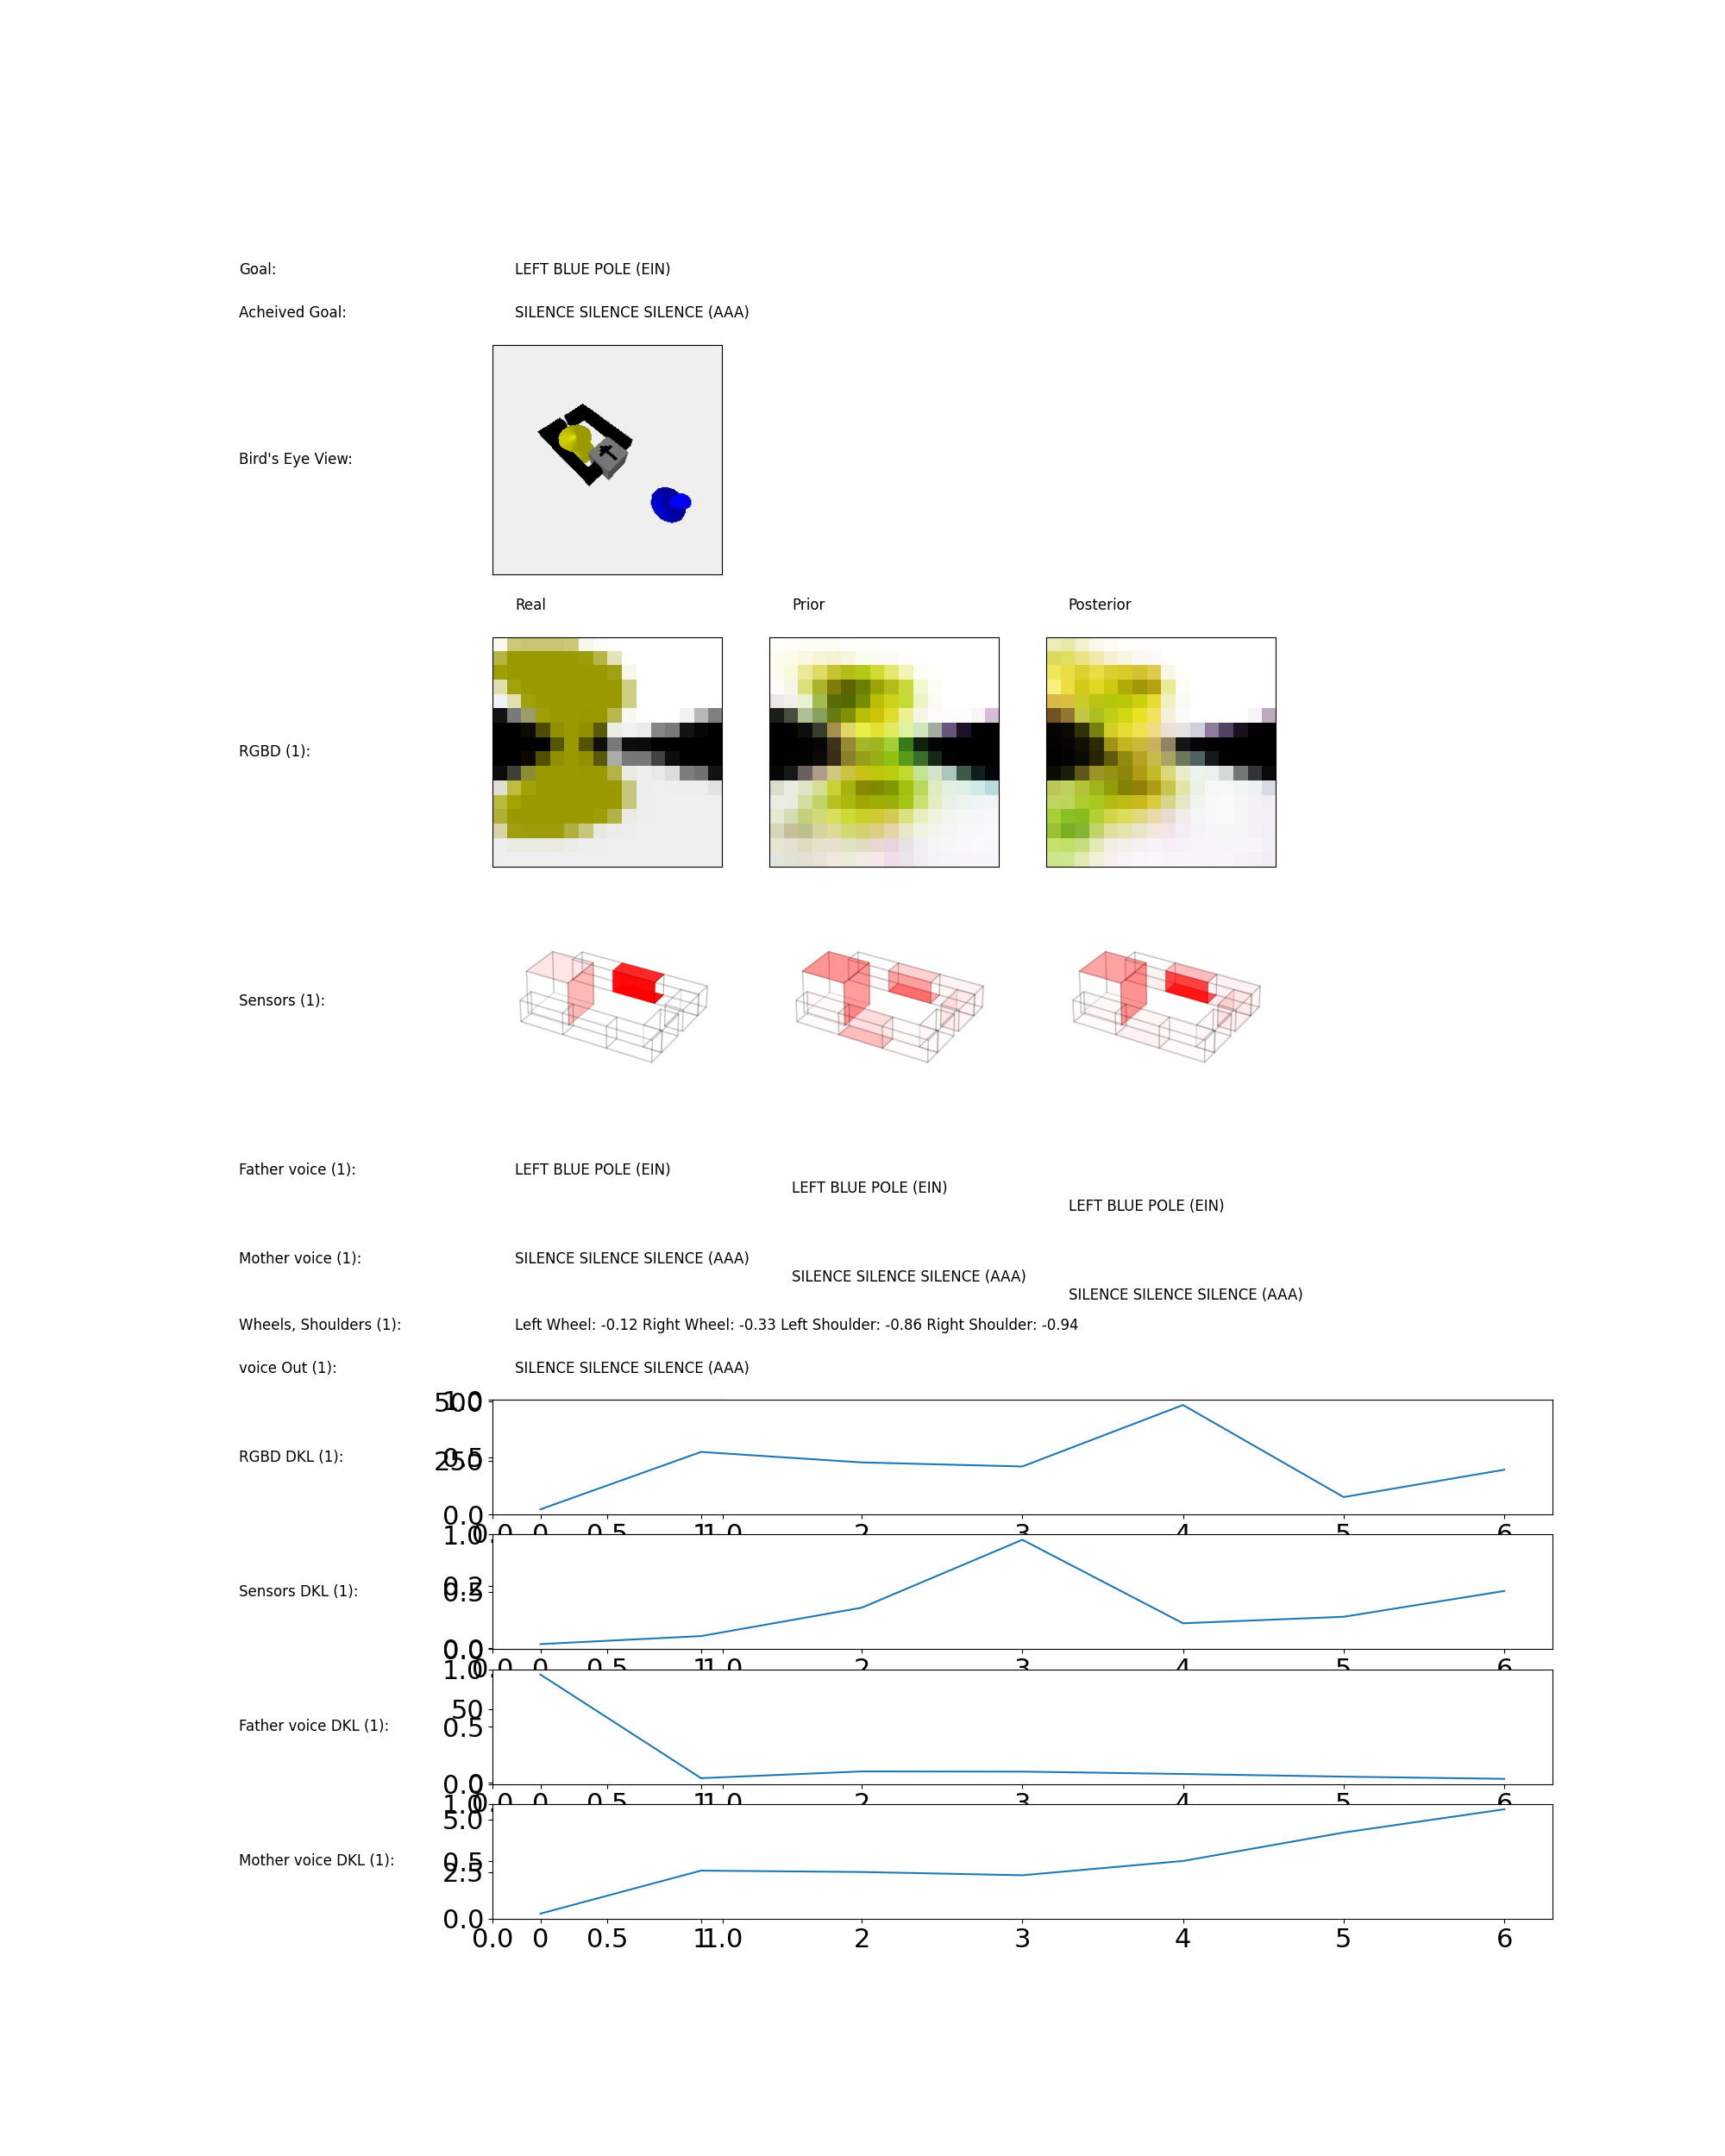 Goal: LEFT BLUE POLE (EIN)
Acheived Goal: SILENCE SILENCE SILENCE (AAA)
Bird's Eye View:
Real Prior Posterior
RGBD (1):
Sensors (1):
Father voice (1): LEFT BLUE POLE (EIN)
LEFT BLUE POLE (EIN)
LEFT BLUE POLE (EIN)
Mother voice (1): SILENCE SILENCE SILENCE (AAA)
SILENCE SILENCE SILENCE (AAA)
SILENCE SILENCE SILENCE (AAA)
Wheels, Shoulders (1): Left Wheel: -0.12 Right Wheel: -0.33 Left Shoulder: -0.86 Right Shoulder: -0.94
voice Out (1): SILENCE SILENCE SILENCE (AAA)
500 1.0
RGBD DKL (1): 250 0.5
0.0
0.0 0 0.5 1 1.0 2 3 4 5 6
1.0
0.2
Sensors DKL (1): 0.5
0.0 0.0
0.0 0 0.5 1 1.0 2 3 4 5 6
1.0
50
Father voice DKL (1): 0.5
0.0 0
0.0 0 0.5 1 1.0 2 3 4 5 6
1.0
5.0
Mother voice DKL (1): 0.5
2.5
0.0
0.0 0 0.5 1 1.0 2 3 4 5 6